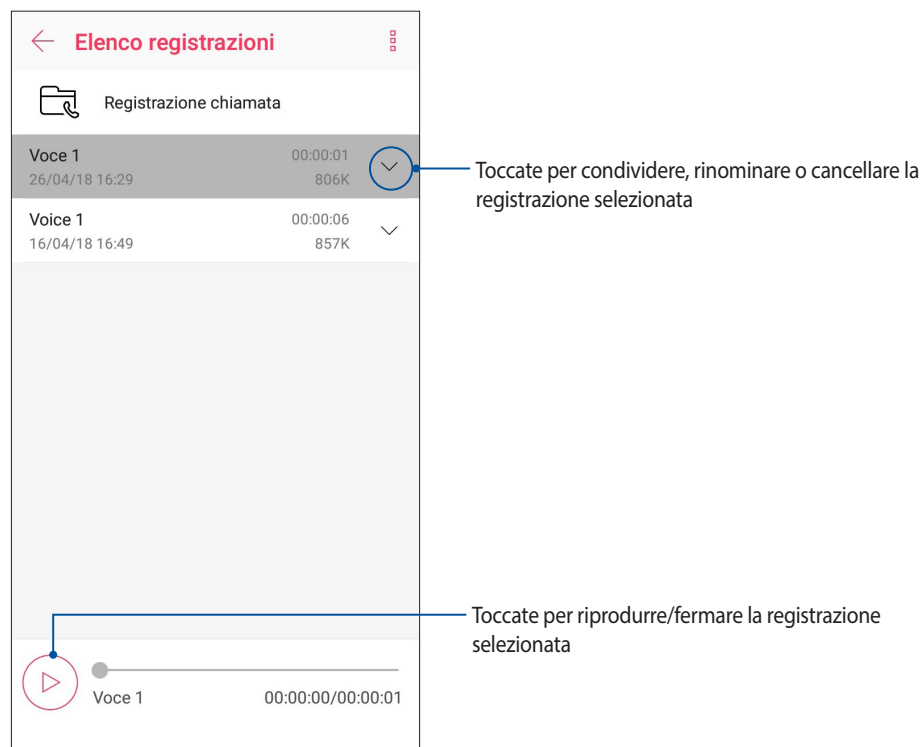 Elenco registrazioni
Registrazione chiamata
Voce 1 00:00:01
26/04/18 16:29 806K
Toccate per condividere, rinominare o cancellare la
registrazione selezionata
Voice 1 00:00:06
16/04/18 16:49 857K
Toccate per riprodurre/fermare la registrazione
selezionata
Voce 1 00:00:00/00:00:01